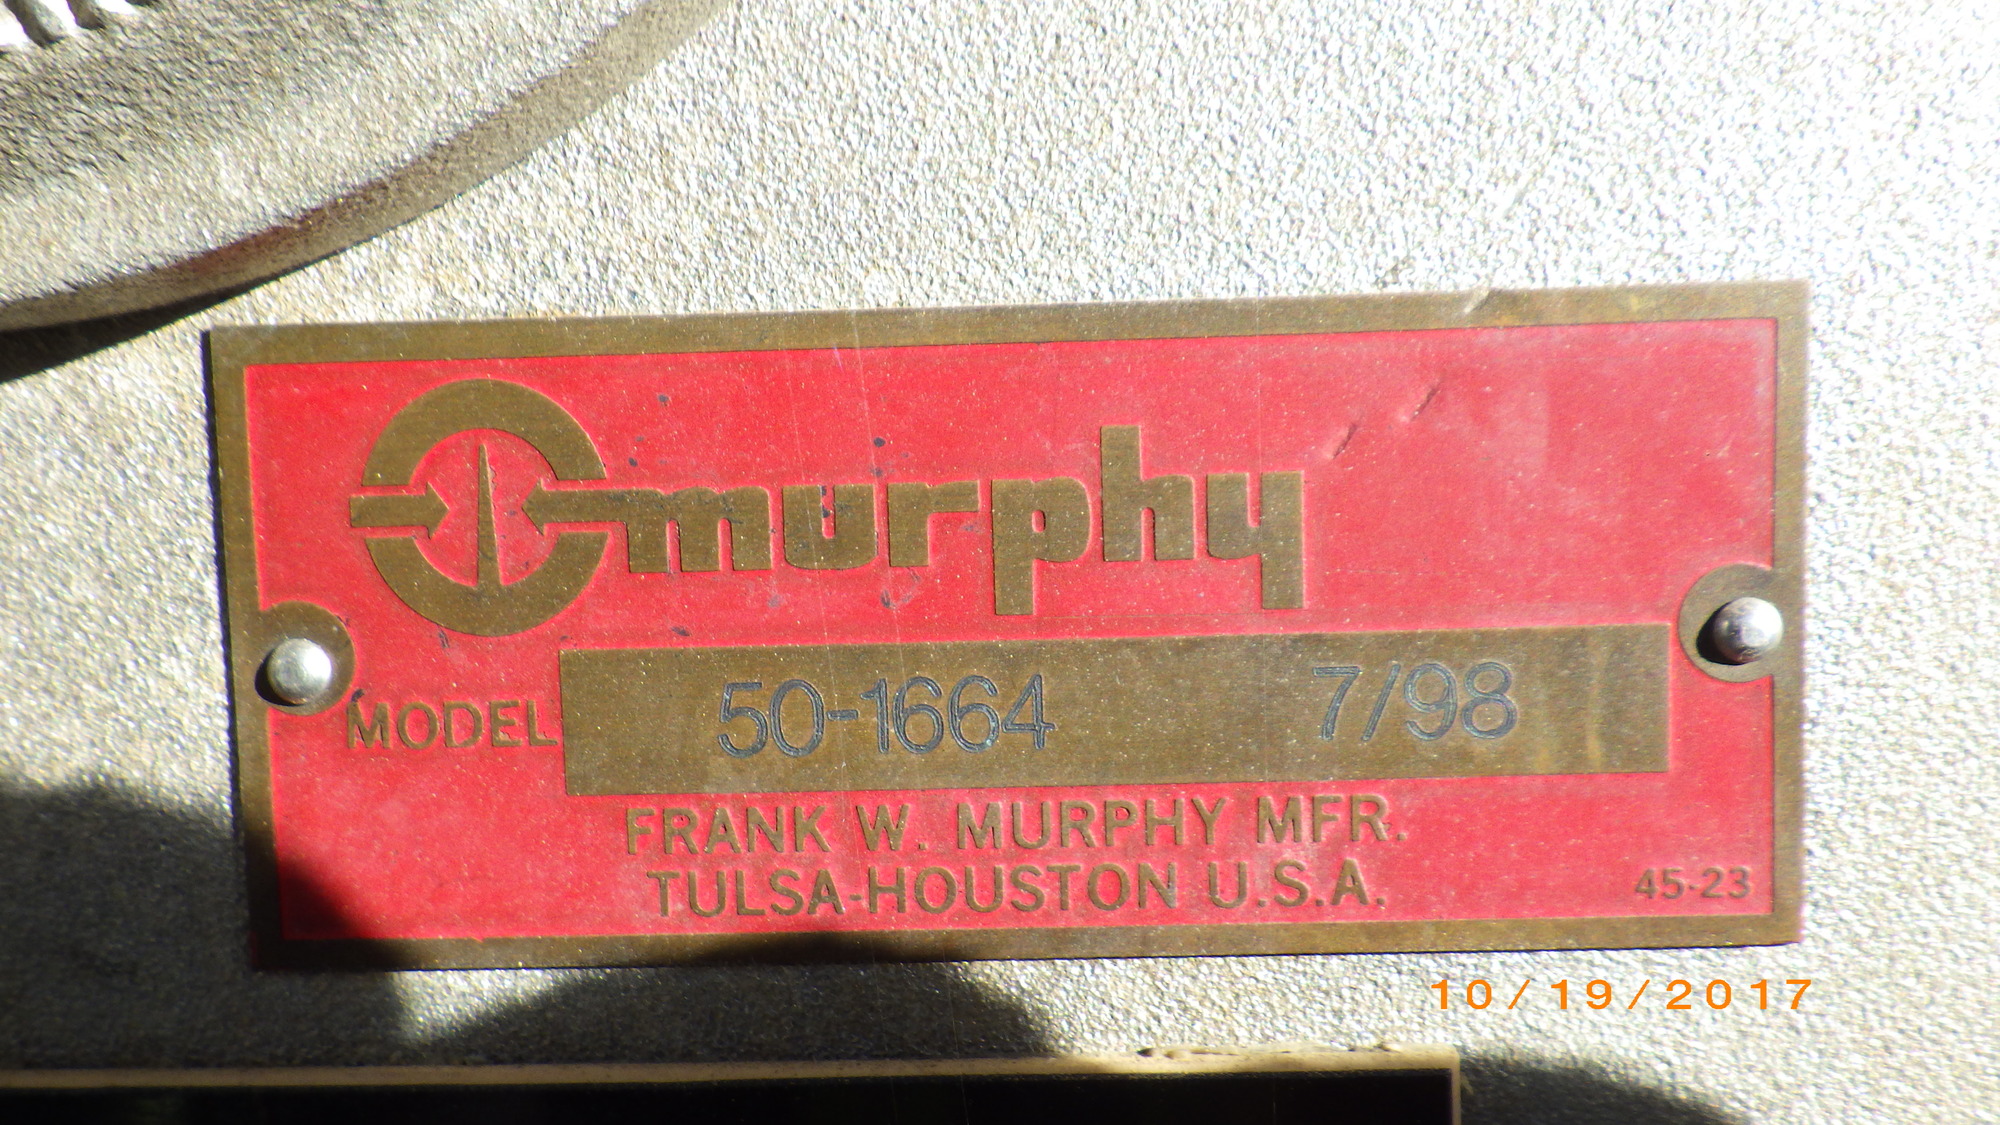 murphy
MODEL 50-1664 7/98
FRANK W. MURPHY MFR.
TULSA-HOUSTON U.S.A.
45-23
10/19/2017